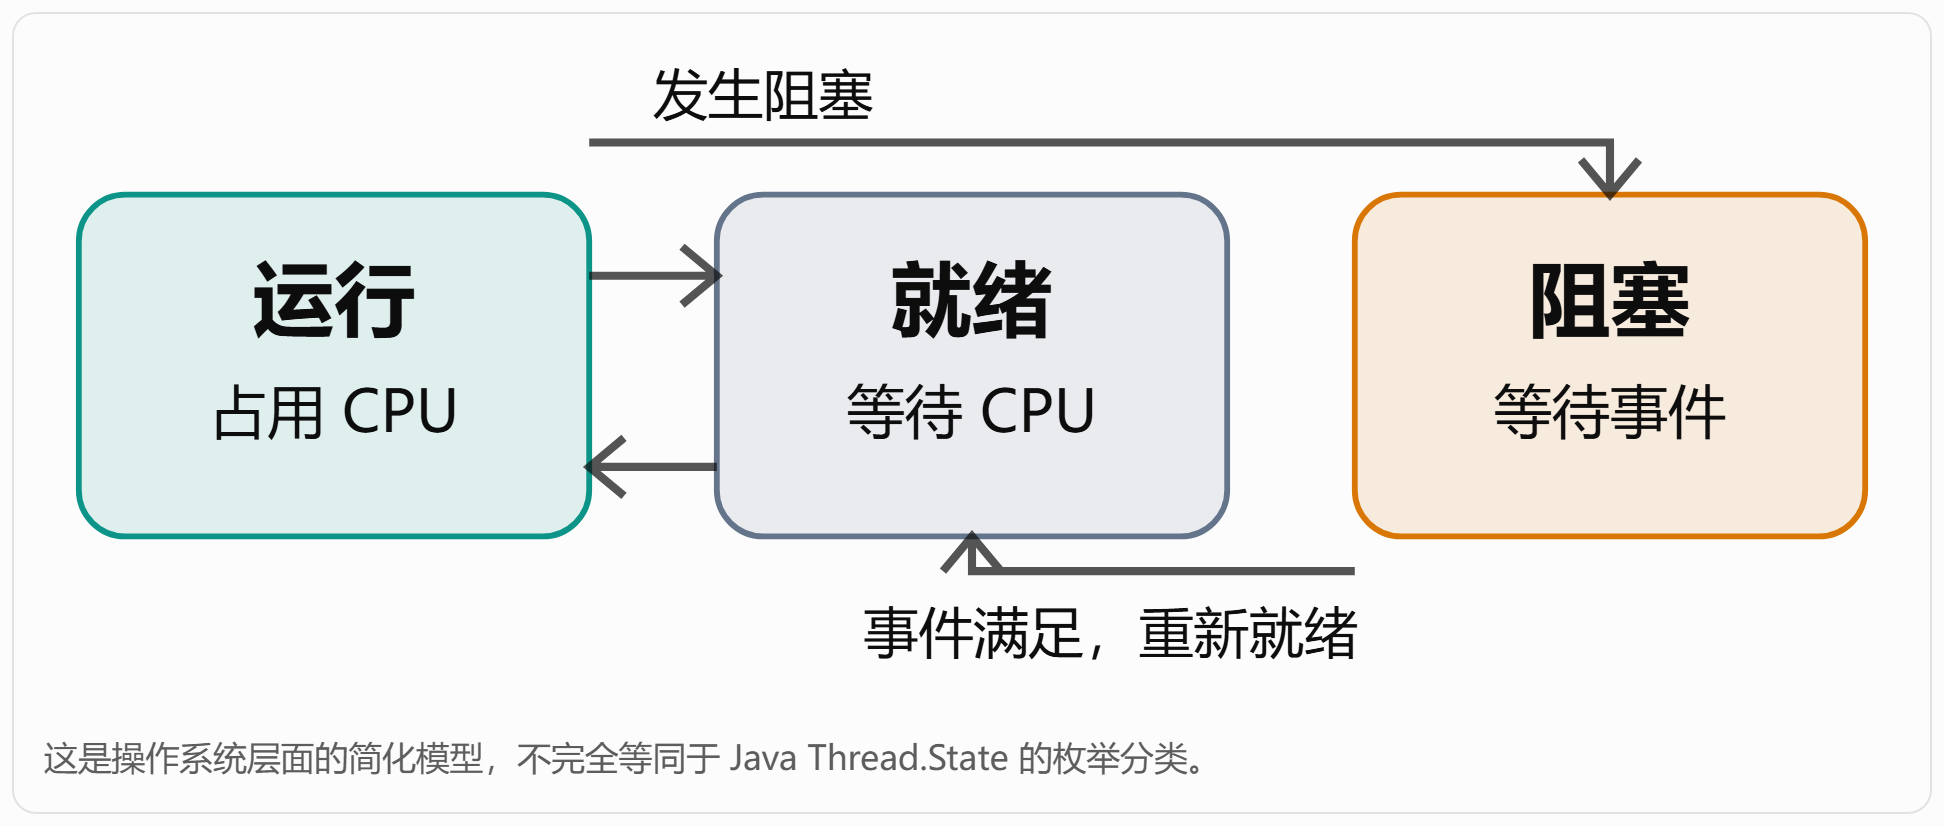 发生阻塞
运行
占用 CPU
就绪
等待 CPU
阻塞
等待事件
事件满足，重新就绪
这是操作系统层面的简化模型，不完全等同于 Java Thread.State 的枚举分类。